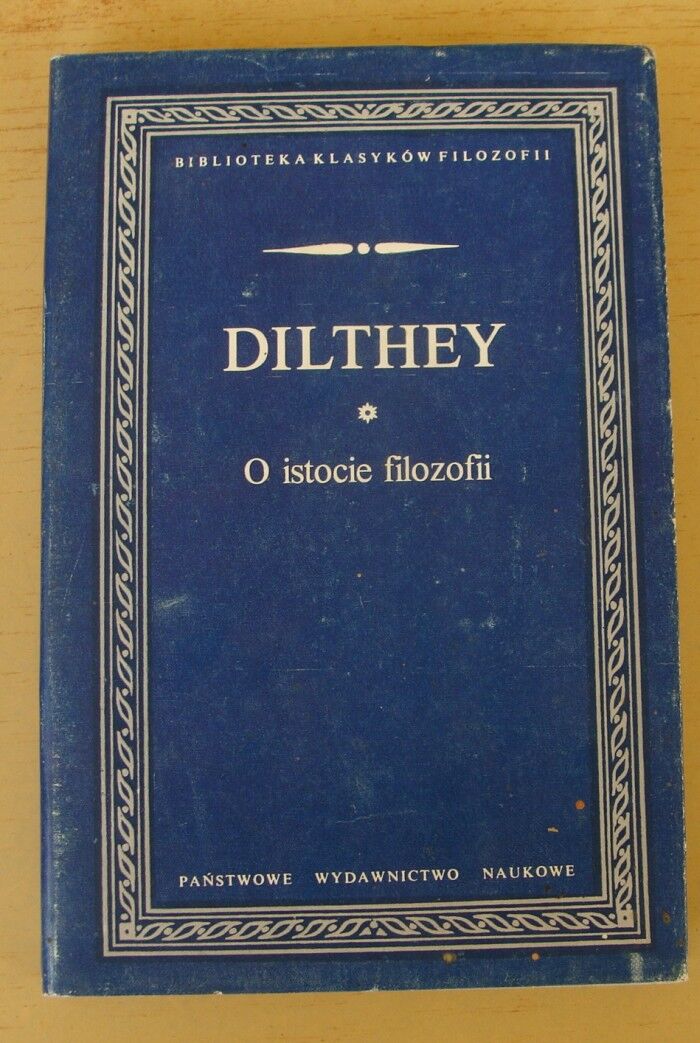 BIBLIOTEKA KLASYKÓW FILOZOFII
DILTHEY
O istocie filozofii
PAŃSTWOWE WYDAWNICTWO NAUKOWE